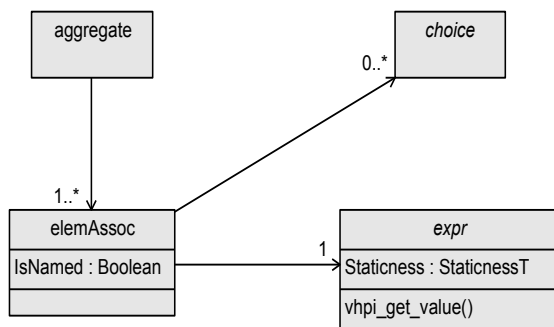 aggregate
choice
0..*
1..*
elemAssoc
IsNamed : Boolean
1
expr
Staticness : StaticnessT
vhpi_get_value()